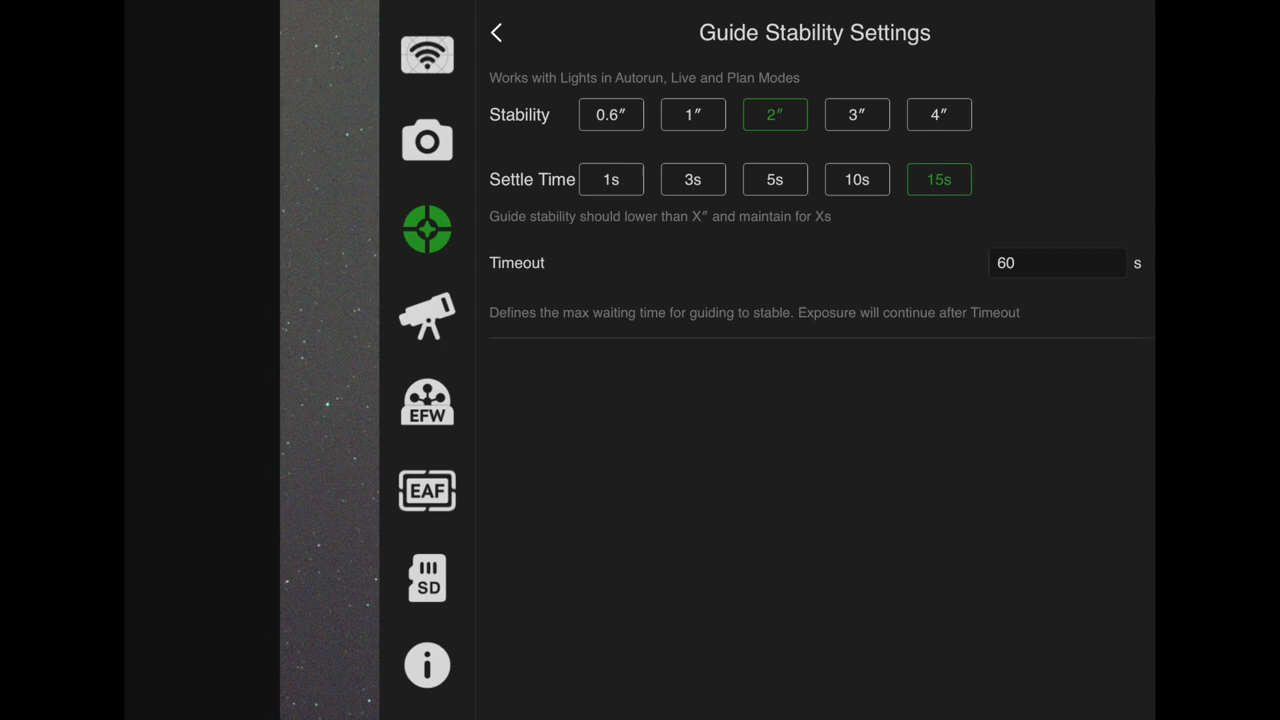 Guide Stability Settings
Works with Lights in Autorun, Live and Plan Modes
Stability 0.6″ 1″ 2″ 3″ 4″
Settle Time 1s 3s 5s 10s 15s
Guide stability should lower than X″ and maintain for Xs
Timeout 60 s
Defines the max waiting time for guiding to stable. Exposure will continue after Timeout
EFW
EAF
SD
i